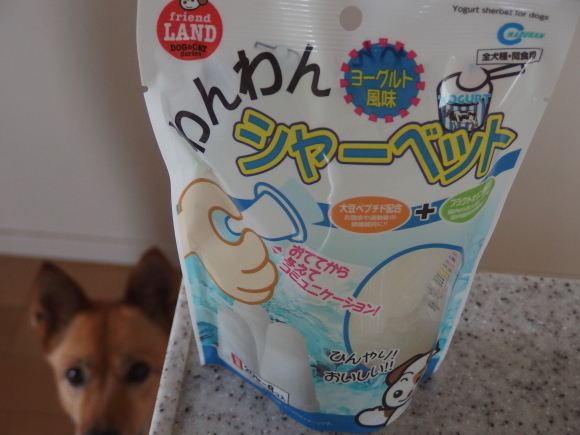 friend
LAND
DOG & CAT
Series
Yogurt sherbet for dogs
MARUKAN
全犬種・間食用
わんわん
ヨーグルト
風味
YOGURT
シャーベット
大豆ペプチド配合
+
おててから
与えて
コミュニケーション!
ひんやり!
おいしい!!